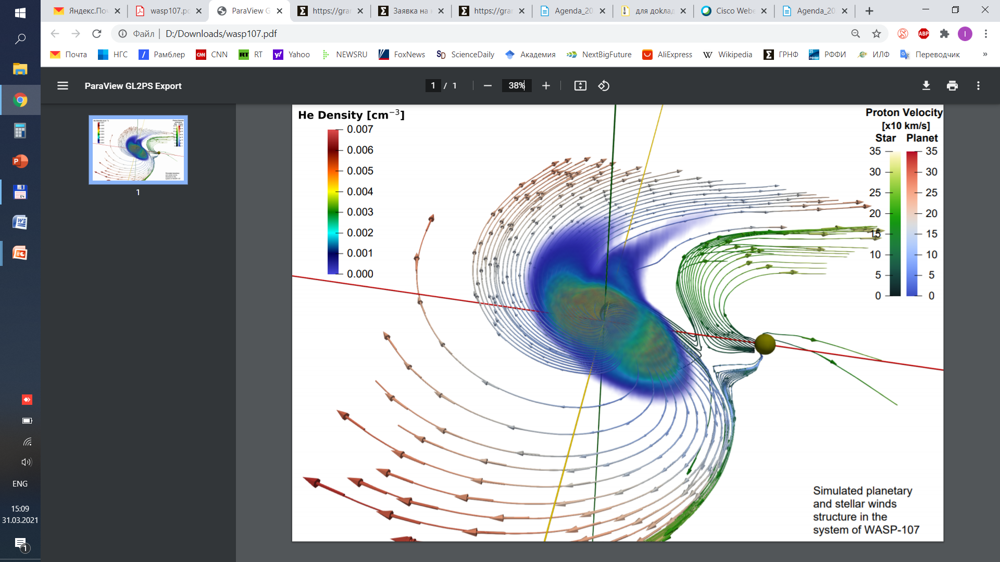 Яндекс.Поч
wasp107.pd
ParaView G
https://gra
Заявка на
https://gra
Agenda_20
для доклад
Cisco Webe
Agenda_20
Файл | D:/Downloads/wasp107.pdf
ABP
I
Почта
НГС
Рамблер
CNN
RT
Yahoo
NEWSRU
FoxNews
ScienceDaily
Академия
NextBigFuture
AliExpress
Wikipedia
ГРНФ
РФФИ
ИЛФ
Переводчик
»
ParaView GL2PS Export
1 / 1
38%
1
He Density [cm⁻³]
0.007
0.006
0.005
0.004
0.003
0.002
0.001
0.000
Proton Velocity
[x10 km/s]
Star Planet
35 35
30 30
25 25
20 20
15 15
10 10
5 5
0 0
Simulated planetary
and stellar winds
structure in the
system of WASP-107
ENG
15:09
31.03.2021
1